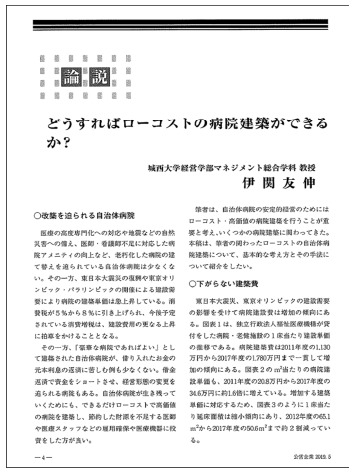 論説
どうすればローコストの病院建築ができる
か?
城西大学経営学部マネジメント総合学科 教授
伊関友伸
○改築を迫られる自治体病院
医療の高度専門化への対応や地震などの自然
災害への備え、医師・看護師不足に対応した病
院アメニティの向上など、老朽化した病院の建
て替えを迫られている自治体病院は少なくな
い。その一方、東日本大震災の復興や東京オリ
ンピック・パラリンピックの開催による建設需
要により病院の建築単価は急上昇している。消
費税が5%から8%に引き上げられ、今後予定
されている消費増税は、建設費用の更なる上昇
に拍車をかけることとなる。
その一方、「豪華な病院であればよい」とし
て建築された自治体病院が、借り入れたお金の
元本利息の返済に苦しむ例も少なくない。借金
返済で資金をショートさせ、経営形態の変更を
迫られる病院もある。自治体病院が生き残って
いくためにも、できるだけローコストで高価値
の病院を建築し、節約した財源を不足する医師
や医療スタッフなどの雇用確保や医療機器に投
資をした方が良い。
筆者は、自治体病院の安定的経営のためには
ローコスト・高価値の病院建築を行うことが重
要と考え、いくつかの病院建築に関わってきた。
本稿は、筆者の関わったローコストの自治体病
院建築について、基本的な考え方とその手法に
ついて紹介をしたい。
○下がらない建築費
東日本大震災、東京オリンピックの建設需要
の影響を受けて病院建設費は増加の傾向にあ
る。図表1は、独立行政法人福祉医療機構が貸
付をした病院・老健施設の1床当たり建設単価
の推移である。病院建設費は2011年度の1,130
万円から2017年度の1,780万円まで一貫して増
加の傾向にある。図表2の㎡当たりの病院建
設単価も、2011年度の20.8万円から2017年度の
34.6万円に約1.6倍に増えている。増加する建築
単価に対応するため、図表3のように1床当た
り延床面積は縮小傾向にあり、2012年度の65.1
㎡から2017年度の50.6㎡まで約2割減ってい
る。
―4―
公営企業 2019.5